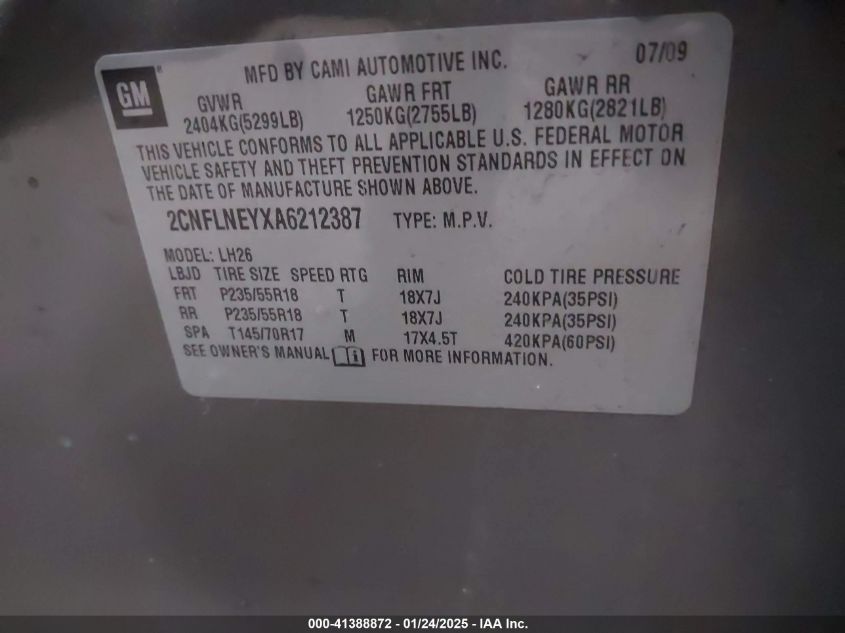 GM
MFD BY CAMI AUTOMOTIVE INC. 07/09
GVWR GAWR FRT GAWR RR
2404KG(5299LB) 1250KG(2755LB) 1280KG(2821LB)
THIS VEHICLE CONFORMS TO ALL APPLICABLE U.S. FEDERAL MOTOR
VEHICLE SAFETY AND THEFT PREVENTION STANDARDS IN EFFECT ON
THE DATE OF MANUFACTURE SHOWN ABOVE.
2CNFLNEYXA6212387 TYPE: M.P.V.
MODEL: LH26
LBJD TIRE SIZE SPEED RTG RIM COLD TIRE PRESSURE
FRT P235/55R18 T 18X7J 240KPA(35PSI)
RR P235/55R18 T 18X7J 240KPA(35PSI)
SPA T145/70R17 M 17X4.5T 420KPA(60PSI)
SEE OWNER'S MANUAL FOR MORE INFORMATION.
000-41388872 - 01/24/2025 - IAA Inc.